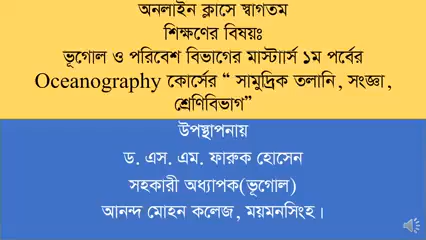 অনলাইন ক্লাসে স্বাগতম
শিক্ষণের বিষয়ঃ
ভূগোল ও পরিবেশ বিভাগের মাস্টার্স ১ম পর্বের
Oceanography কোর্সের “ সামুদ্রিক তলানি, সংজ্ঞা,
শ্রেণিবিভাগ”
উপস্থাপনায়
ড. এস. এম. ফারুক হোসেন
সহকারী অধ্যাপক(ভূগোল)
আনন্দ মোহন কলেজ, ময়মনসিংহ।